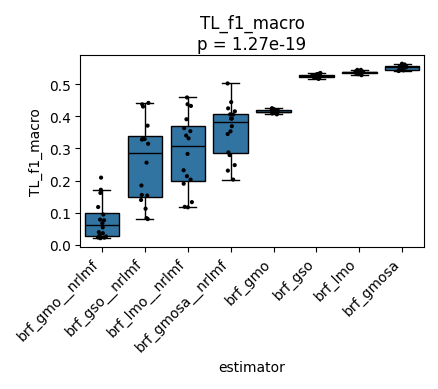 TL_f1_macro
p = 1.27e-19
TL_f1_macro
0.5
0.4
0.3
0.2
0.1
0.0
brf_gmo__nrlmf
brf_gso__nrlmf
brf_lmo__nrlmf
brf_gmosa__nrlmf
brf_gmo
brf_gso
brf_lmo
brf_gmosa
estimator